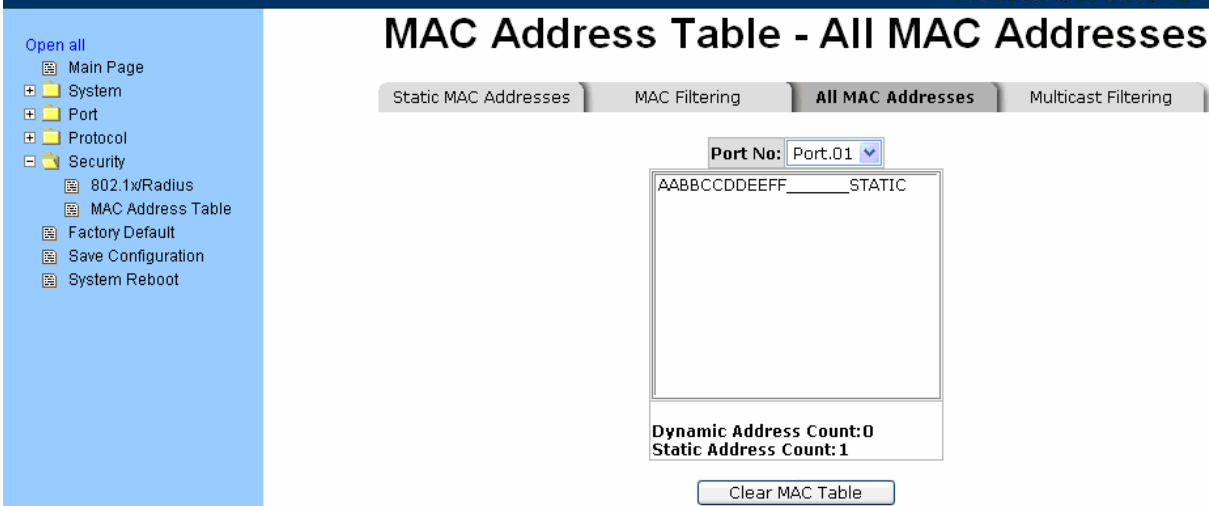 MAC Address Table - All MAC Addresses
Open all
Main Page
System
Port
Protocol
Security
802.1x/Radius
MAC Address Table
Factory Default
Save Configuration
System Reboot
Static MAC Addresses MAC Filtering All MAC Addresses Multicast Filtering
Port No: Port.01
AABBCCDDEEFF______STATIC
Dynamic Address Count:0
Static Address Count:1
Clear MAC Table